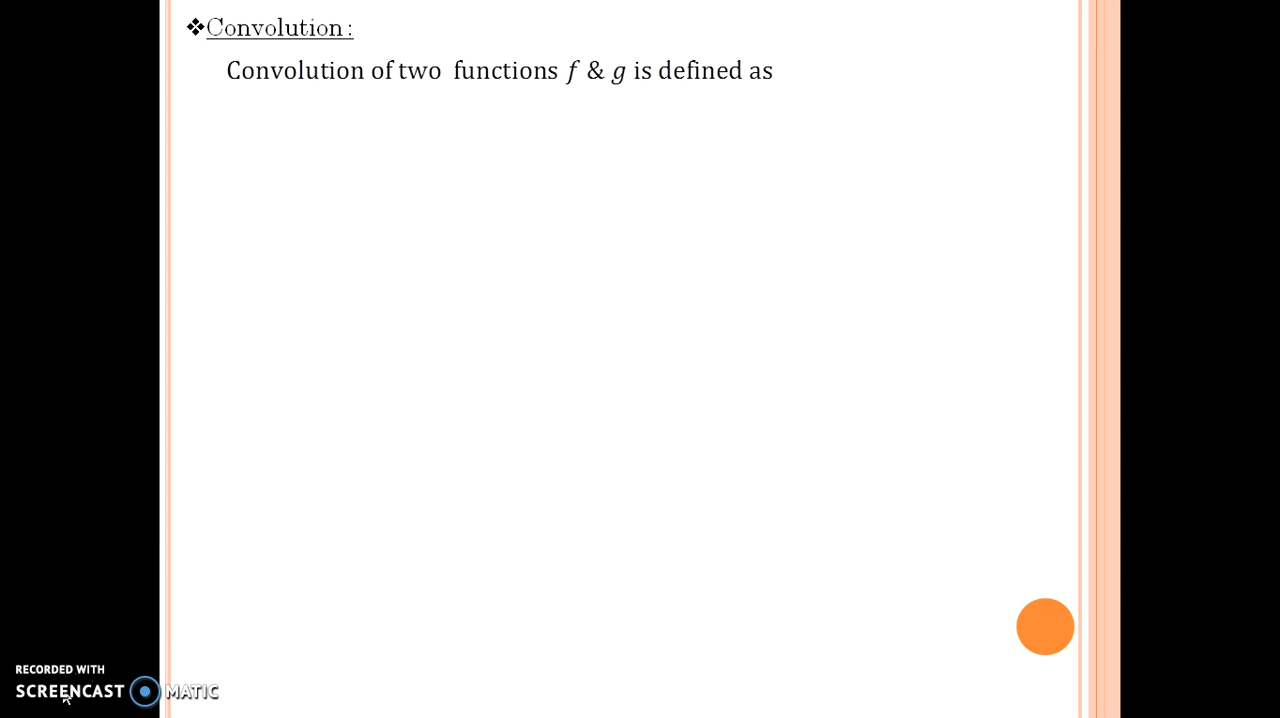 ❖Convolution :
Convolution of two functions f & g is defined as
RECORDED WITH
SCREENCAST MATIC